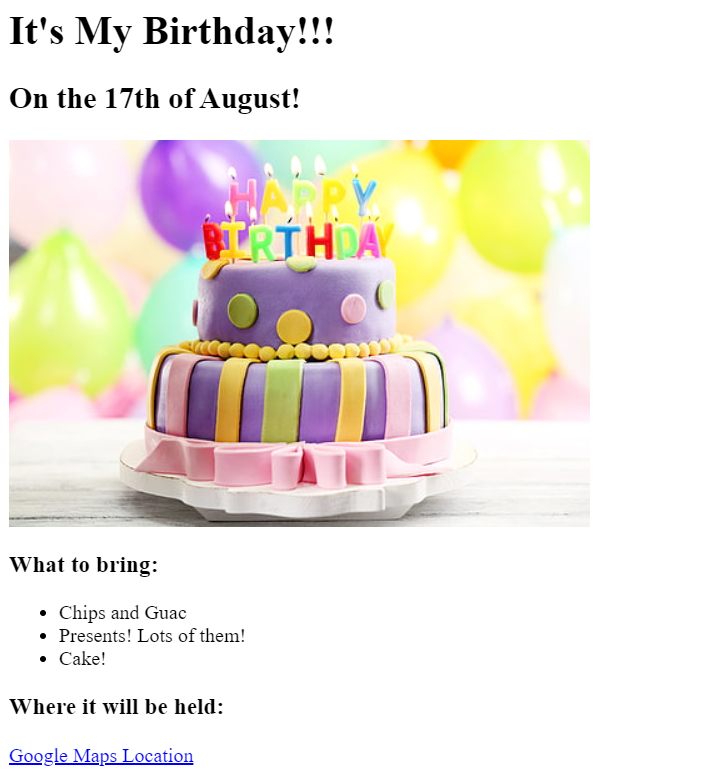 It's My Birthday!!!
On the 17th of August!
HAPPY
BIRTHDAY
What to bring:
Chips and Guac
Presents! Lots of them!
Cake!
Where it will be held:
Google Maps Location